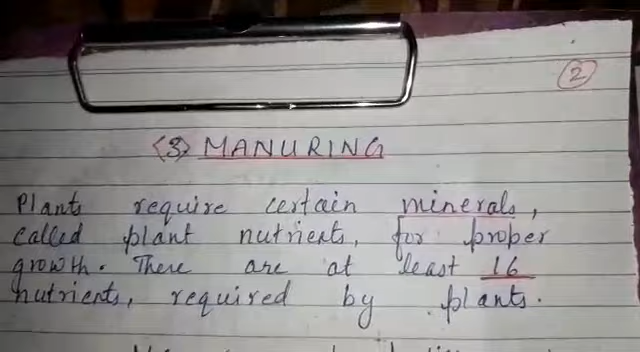 2
(3) MANURING
Plants require certain minerals,
called plant nutrients, for proper
growth. There are at least 16
nutrients, required by plants.